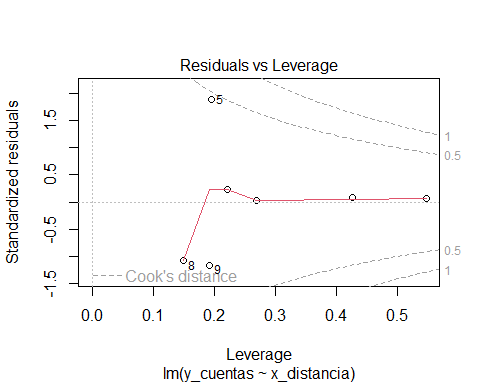 Residuals vs Leverage
Standardized residuals
1.5
0.5
-0.5
-1.5
5
8
9
1
0.5
0.5
1
Cook's distance
0.0 0.1 0.2 0.3 0.4 0.5
Leverage
lm(y_cuentas ~ x_distancia)